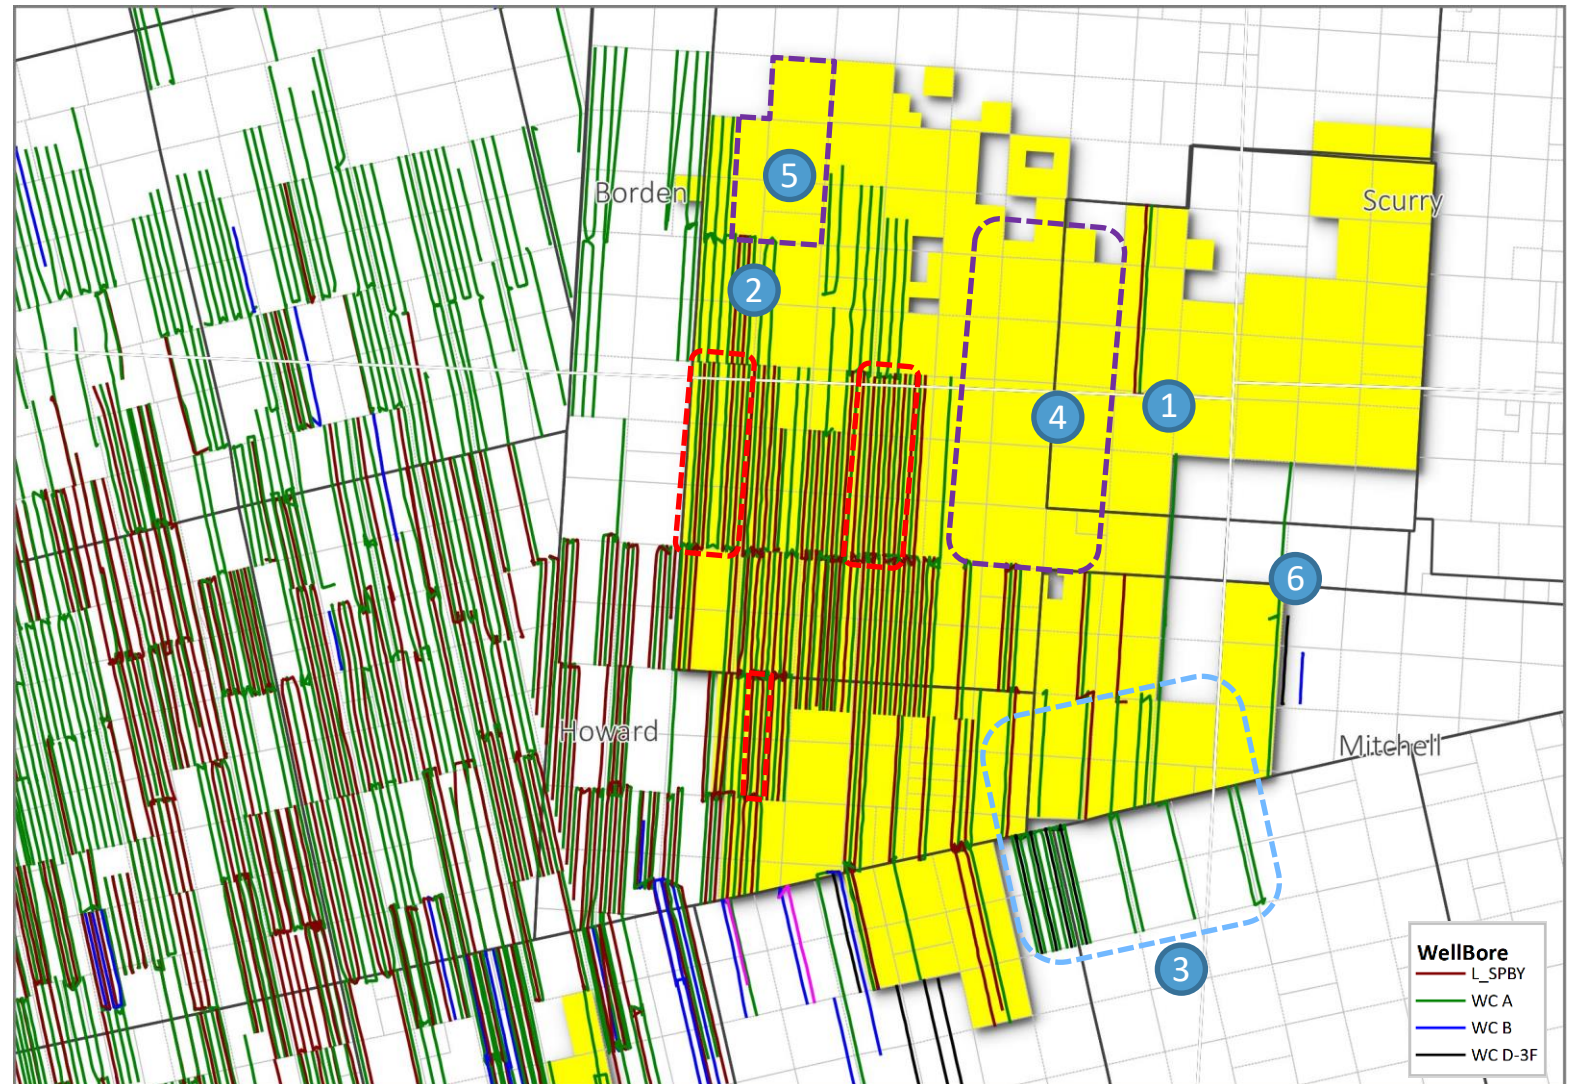 5
Borden
Scurry
2
1
4
6
Howard
Mitchell
3
WellBore
L_SPBY
WC A
WC B
WC D-3F